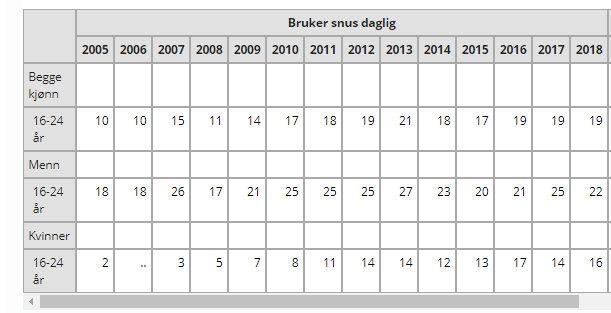 Bruker snus daglig
2005 2006 2007 2008 2009 2010 2011 2012 2013 2014 2015 2016 2017 2018
Begge
kjønn
16-24
år
10 10 15 11 14 17 18 19 21 18 17 19 19 19
Menn
16-24
år
18 18 26 17 21 25 25 25 27 23 20 21 25 22
Kvinner
16-24
år
2 .. 3 5 7 8 11 14 14 12 13 17 14 16